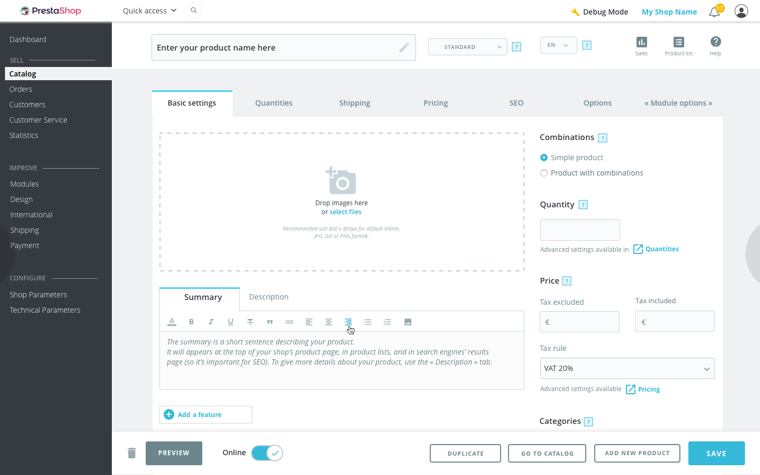 PrestaShop
Quick access
Debug Mode
My Shop Name
17
Dashboard
SELL
Catalog
Orders
Customers
Customer Service
Statistics
IMPROVE
Modules
Design
International
Shipping
Payment
CONFIGURE
Shop Parameters
Technical Parameters
Enter your product name here
STANDARD
?
EN
?
Sales
Product list
Help
Basic settings
Quantities
Shipping
Pricing
SEO
Options
« Module options »
Drop images here
or select files
Recommended size 800 x 800px for default theme.
JPG, GIF or PNG format.
Summary
Description
A B I U T
The summary is a short sentence describing your product.
It will appears at the top of your shop's product page, in product lists, and in search engines' results
page (so it's important for SEO). To give more details about your product, use the « Description » tab.
Add a feature
Combinations ?
Simple product
Product with combinations
Quantity ?
Advanced settings available in Quantities
Price ?
Tax excluded
Tax included
€
€
Tax rule
VAT 20%
Advanced settings available Pricing
Categories ?
PREVIEW
Online
DUPLICATE
GO TO CATALOG
ADD NEW PRODUCT
SAVE